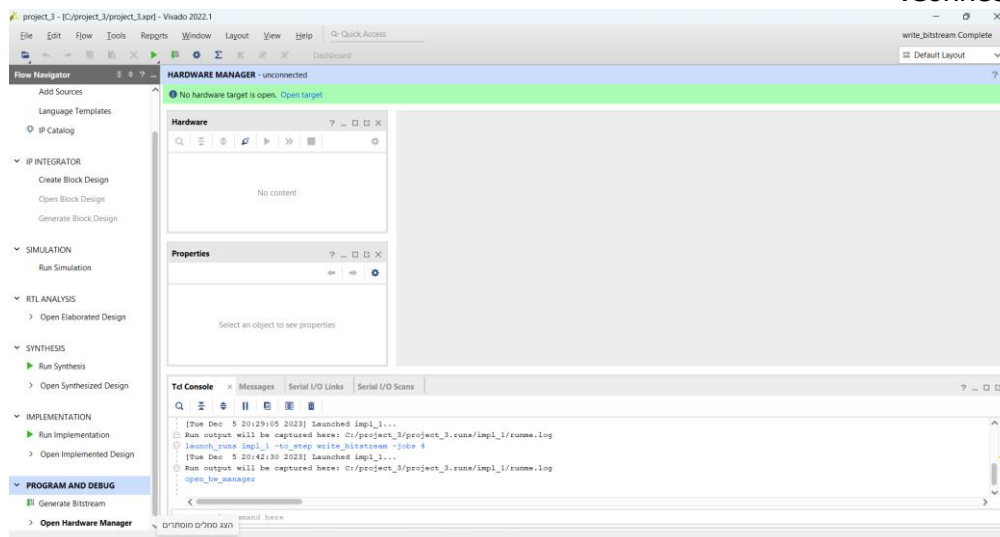 project_3 - [C:/project_3/project_3.xpr] - Vivado 2022.1
File Edit Flow Tools Reports Window Layout View Help Quick Access
write_bitstream Complete
Dashboard
Default Layout
Flow Navigator
HARDWARE MANAGER - unconnected
Add Sources
No hardware target is open. Open target
Language Templates
IP Catalog
Hardware
No content
IP INTEGRATOR
Create Block Design
Open Block Design
Generate Block Design
SIMULATION
Run Simulation
Properties
Select an object to see properties
RTL ANALYSIS
Open Elaborated Design
SYNTHESIS
Run Synthesis
Open Synthesized Design
IMPLEMENTATION
Run Implementation
Open Implemented Design
PROGRAM AND DEBUG
Generate Bitstream
Open Hardware Manager
Tcl Console Messages Serial I/O Links Serial I/O Scans
[Tue Dec 5 20:29:05 2023] Launched impl_1...
Run output will be captured here: C:/project_3/project_3.runs/impl_1/runme.log
launch_runs impl_1 -to_step write_bitstream -jobs 4
[Tue Dec 5 20:42:30 2023] Launched impl_1...
Run output will be captured here: C:/project_3/project_3.runs/impl_1/runme.log
open_hw_manager
here
הצג סמלים מוסתרים